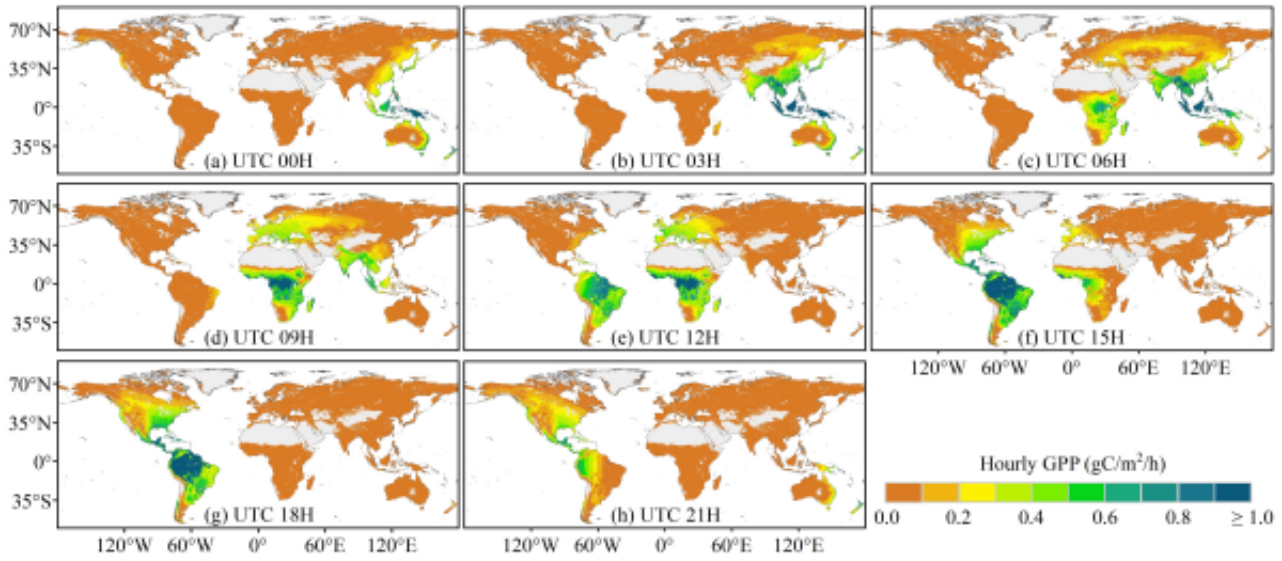 70°N
35°N
0°
35°S
(a) UTC 00H
(b) UTC 03H
(c) UTC 06H
70°N
35°N
0°
35°S
(d) UTC 09H
(e) UTC 12H
(f) UTC 15H
120°W 60°W 0° 60°E 120°E
70°N
35°N
0°
35°S
(g) UTC 18H
(h) UTC 21H
120°W 60°W 0° 60°E 120°E
120°W 60°W 0° 60°E 120°E
Hourly GPP (gC/m²/h)
0.0 0.2 0.4 0.6 0.8 ≥ 1.0